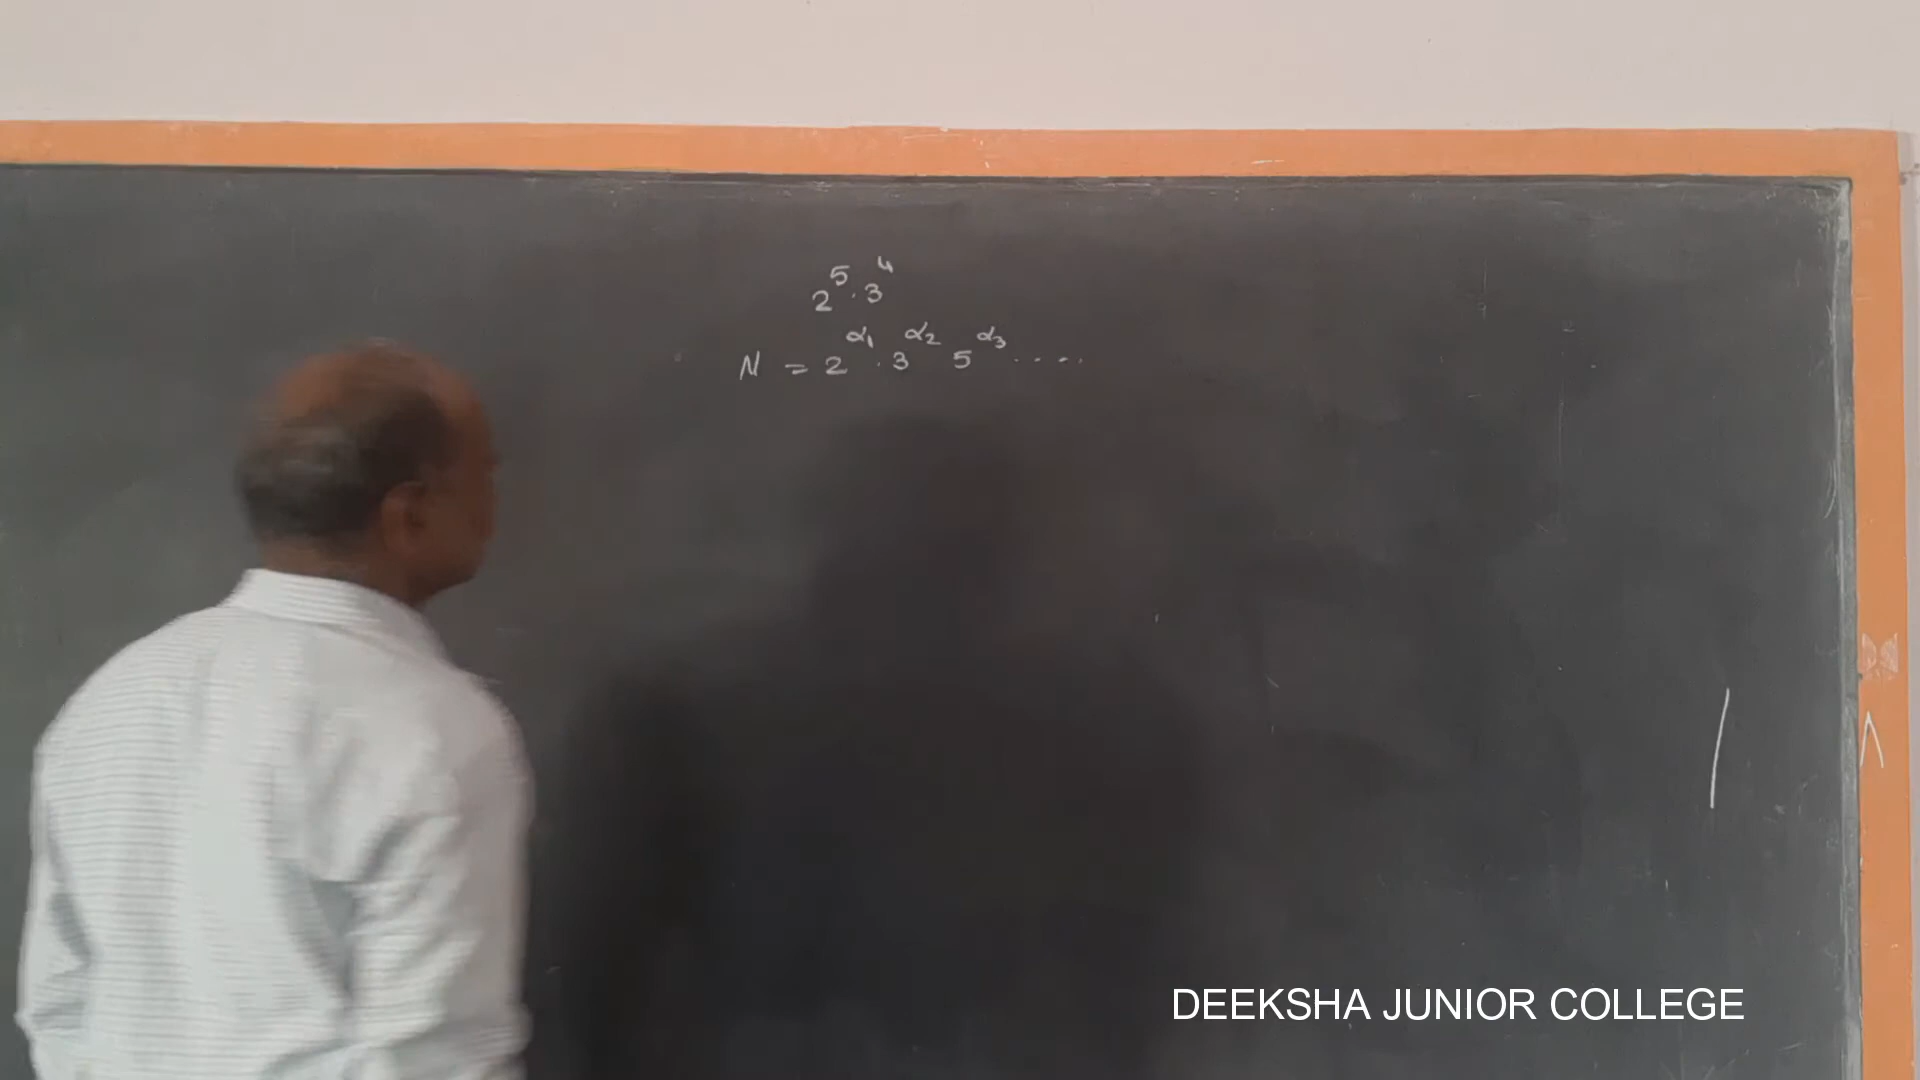 2⁵·3⁴
N = 2^α₁ · 3^α₂ 5^α₃ ....
DEEKSHA JUNIOR COLLEGE